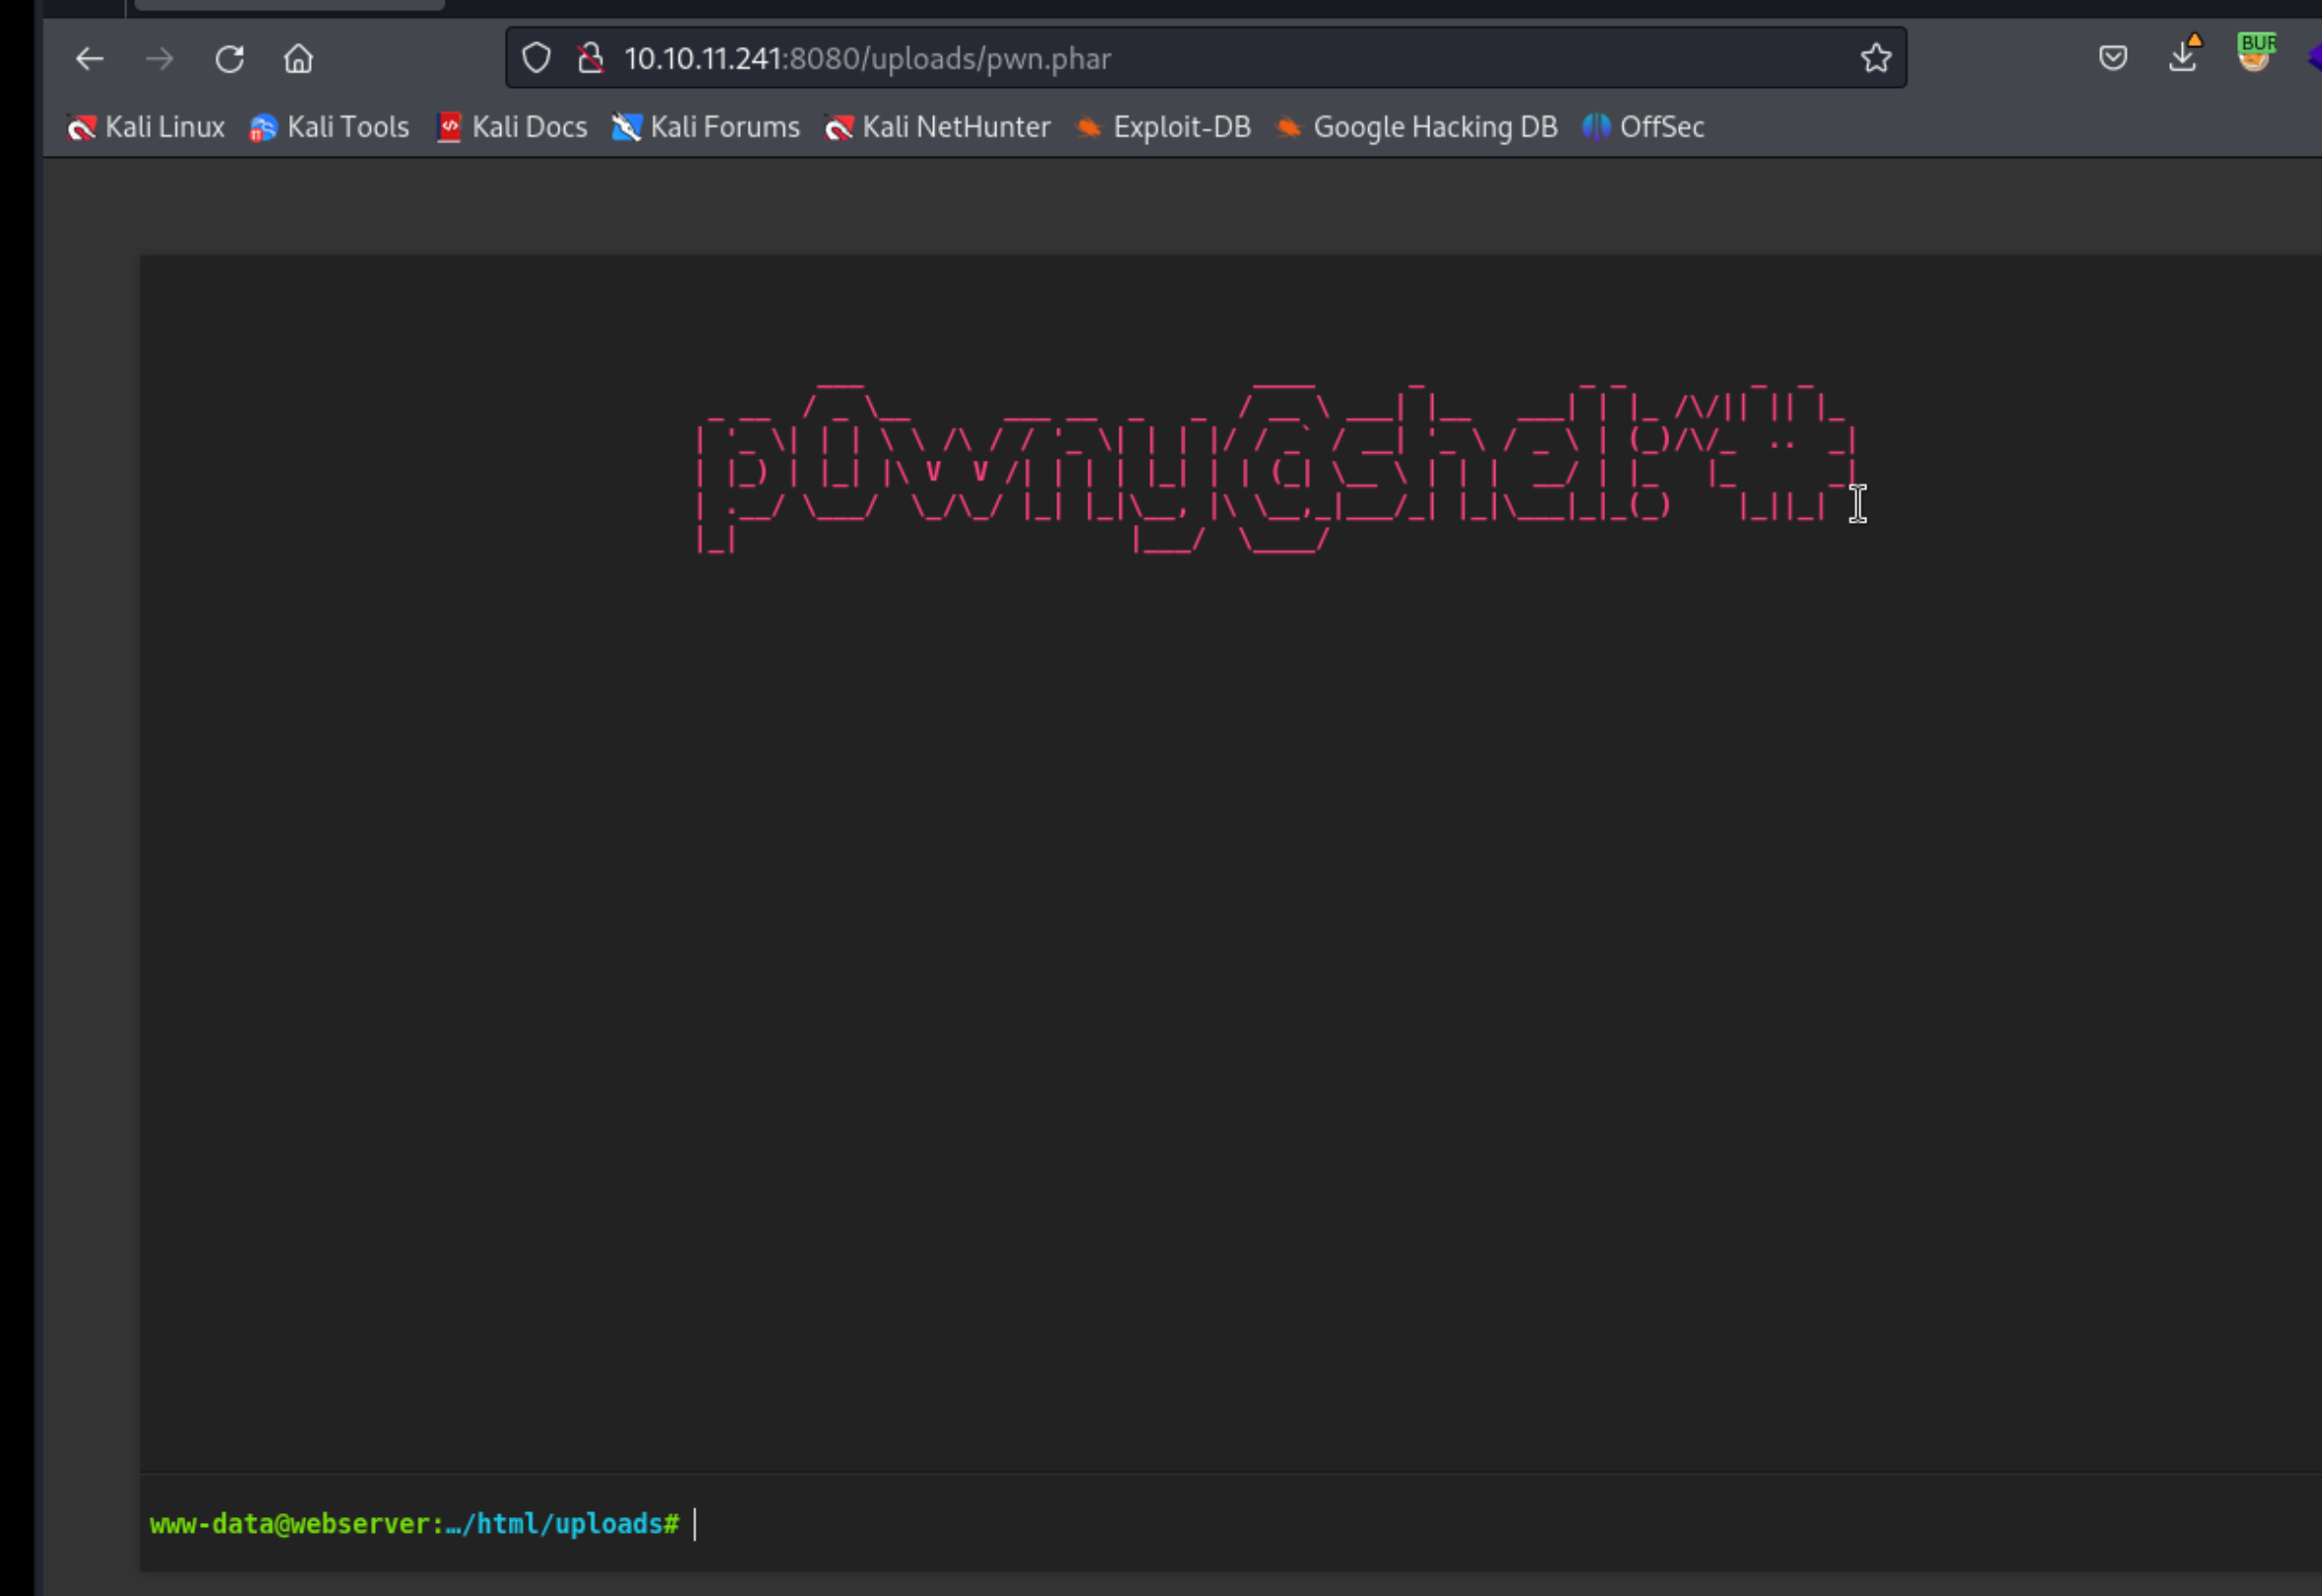 10.10.11.241:8080/uploads/pwn.phar
BUR
Kali Linux Kali Tools Kali Docs Kali Forums Kali NetHunter Exploit-DB Google Hacking DB OffSec
p0wny@shell:~#
www-data@webserver:…/html/uploads#